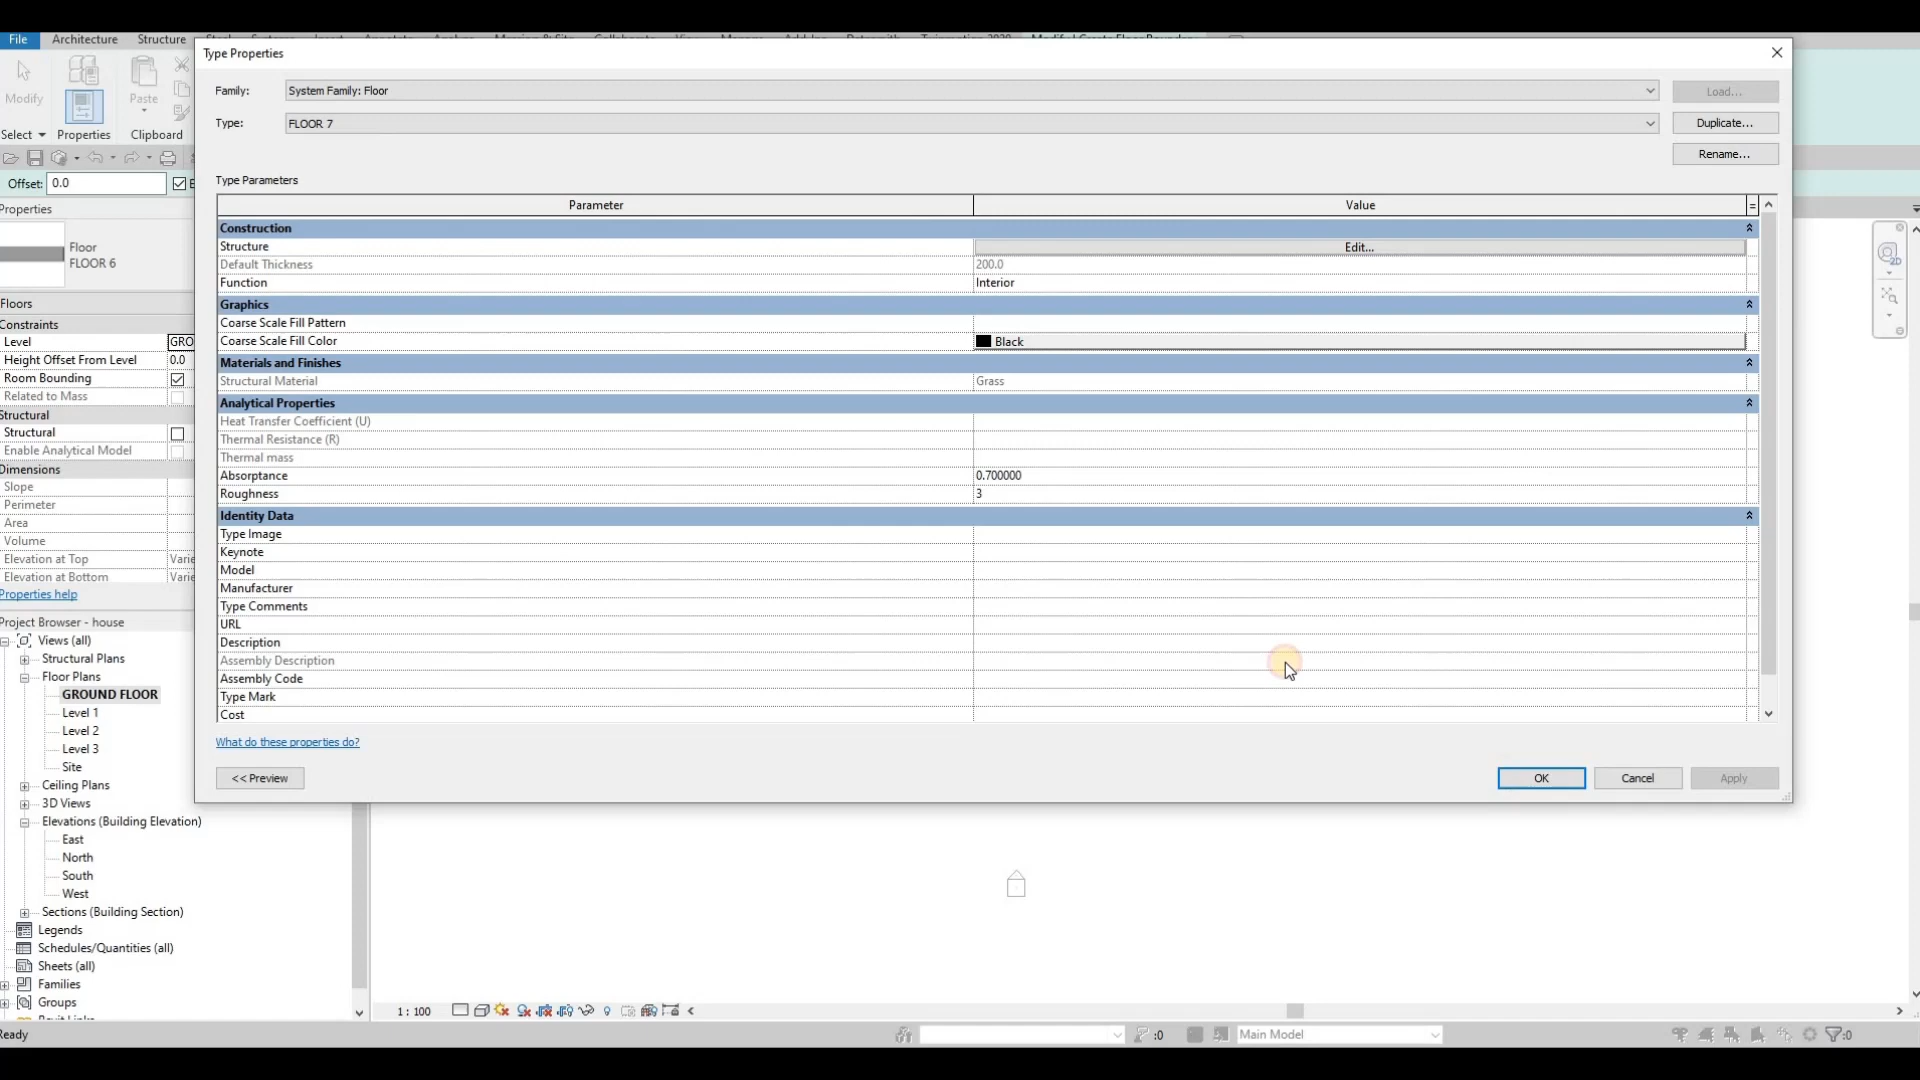 File Architecture Structure
Type Properties
Family: System Family: Floor Load...
Type: FLOOR 7 Duplicate...
Rename...
Type Parameters
Parameter Value =
Construction
Structure Edit...
Default Thickness 200.0
Function Interior
Graphics
Coarse Scale Fill Pattern
Coarse Scale Fill Color Black
Materials and Finishes
Structural Material Grass
Analytical Properties
Heat Transfer Coefficient (U)
Thermal Resistance (R)
Thermal mass
Absorptance 0.700000
Roughness 3
Identity Data
Type Image
Keynote
Model
Manufacturer
Type Comments
URL
Description
Assembly Description
Assembly Code
Type Mark
Cost
What do these properties do?
<< Preview OK Cancel Apply
Modify Paste
Select Properties Clipboard
Offset: 0.0
Properties
Floor
FLOOR 6
Floors
Constraints
Level GRO
Height Offset From Level 0.0
Room Bounding
Related to Mass
Structural
Structural
Enable Analytical Model
Dimensions
Slope
Perimeter
Area
Volume
Elevation at Top Varie
Elevation at Bottom Varie
Properties help
Project Browser - house
Views (all)
Structural Plans
Floor Plans
GROUND FLOOR
Level 1
Level 2
Level 3
Site
Ceiling Plans
3D Views
Elevations (Building Elevation)
East
North
South
West
Sections (Building Section)
Legends
Schedules/Quantities (all)
Sheets (all)
Families
Groups
2D
1 : 100
Ready :0 Main Model :0